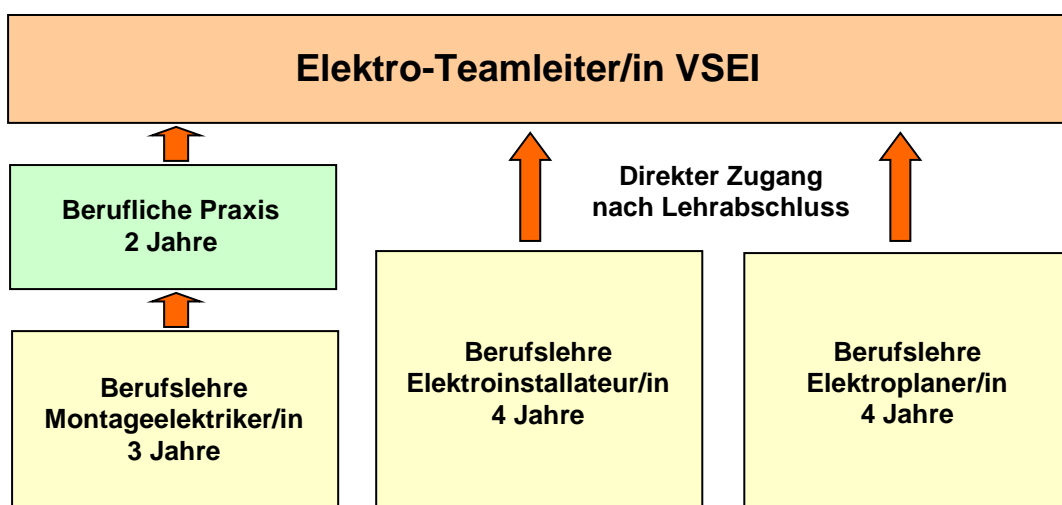 Elektro-Teamleiter/in VSEI
Direkter Zugang
nach Lehrabschluss
Berufliche Praxis
2 Jahre
Berufslehre
Montageelektriker/in
3 Jahre
Berufslehre
Elektroinstallateur/in
4 Jahre
Berufslehre
Elektroplaner/in
4 Jahre